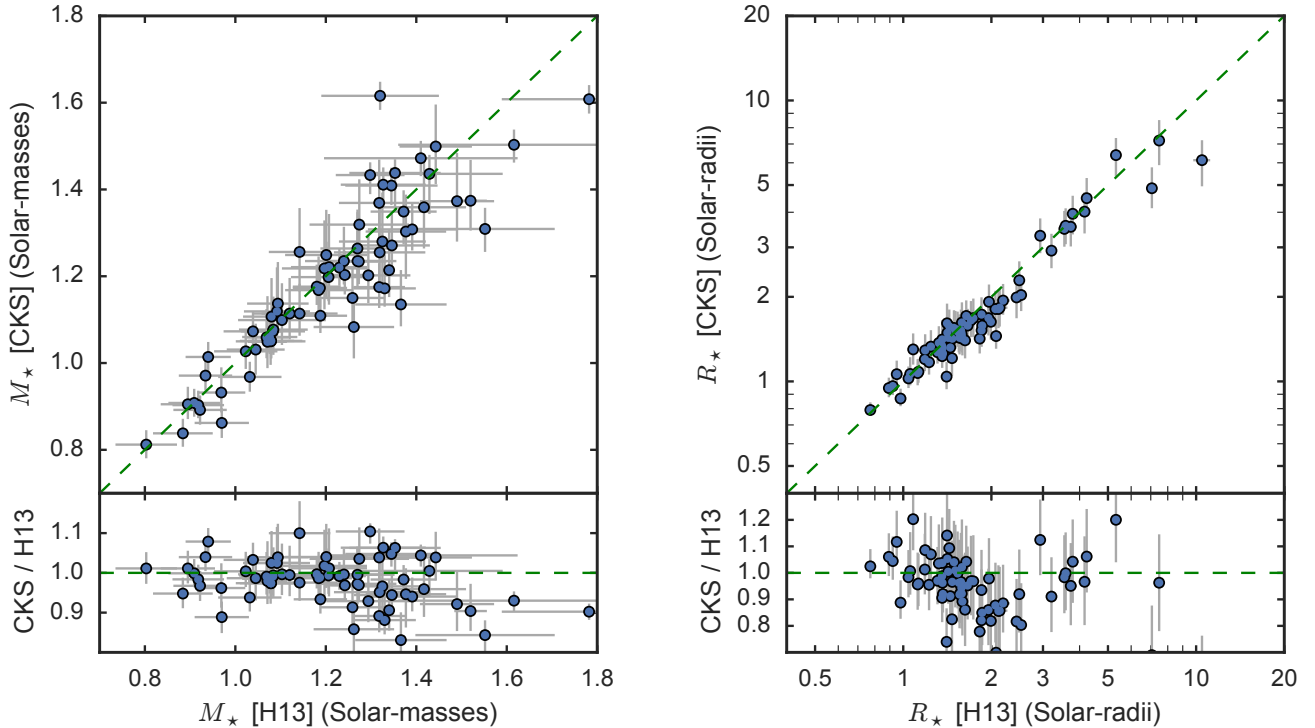 1.8
1.6
1.4
1.2
1.0
0.8
M⋆ [CKS] (Solar-masses)
1.1
1.0
0.9
CKS / H13
0.8 1.0 1.2 1.4 1.6 1.8
M⋆ [H13] (Solar-masses)
20
10
5
3
2
1
0.5
R⋆ [CKS] (Solar-radii)
1.2
1.1
1.0
0.9
0.8
CKS / H13
0.5 1 2 3 5 10 20
R⋆ [H13] (Solar-radii)